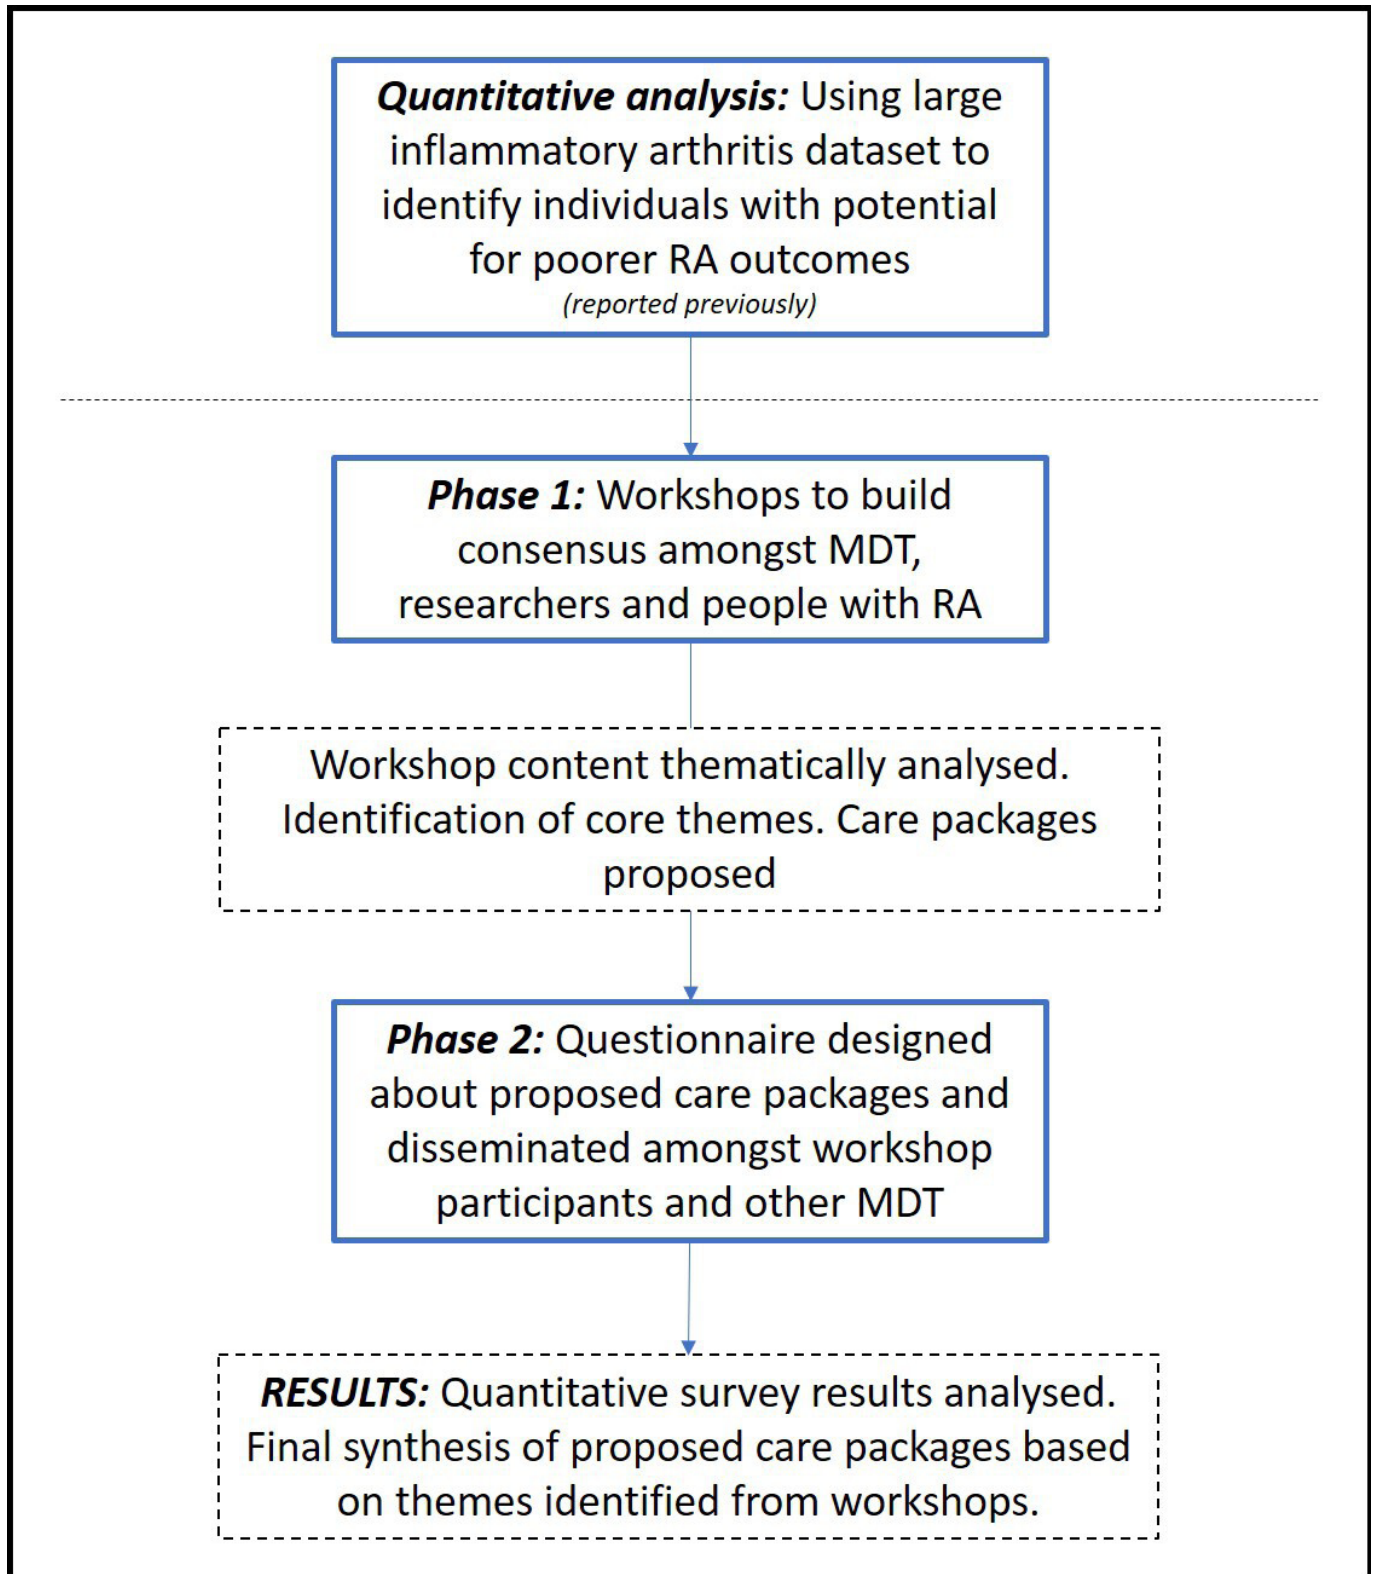 Quantitative analysis: Using large
inflammatory arthritis dataset to
identify individuals with potential
for poorer RA outcomes
(reported previously)
Phase 1: Workshops to build
consensus amongst MDT,
researchers and people with RA
Workshop content thematically analysed.
Identification of core themes. Care packages
proposed
Phase 2: Questionnaire designed
about proposed care packages and
disseminated amongst workshop
participants and other MDT
RESULTS: Quantitative survey results analysed.
Final synthesis of proposed care packages based
on themes identified from workshops.